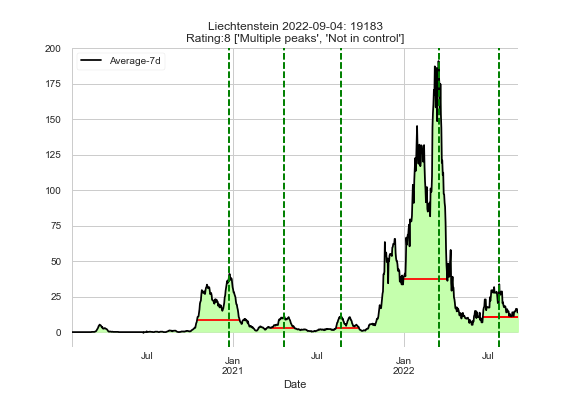 Liechtenstein 2022-09-04: 19183
Rating:8 ['Multiple peaks', 'Not in control']
Average-7d
200
175
150
125
100
75
50
25
0
Jul
Jan
2021
Jul
Jan
2022
Jul
Date